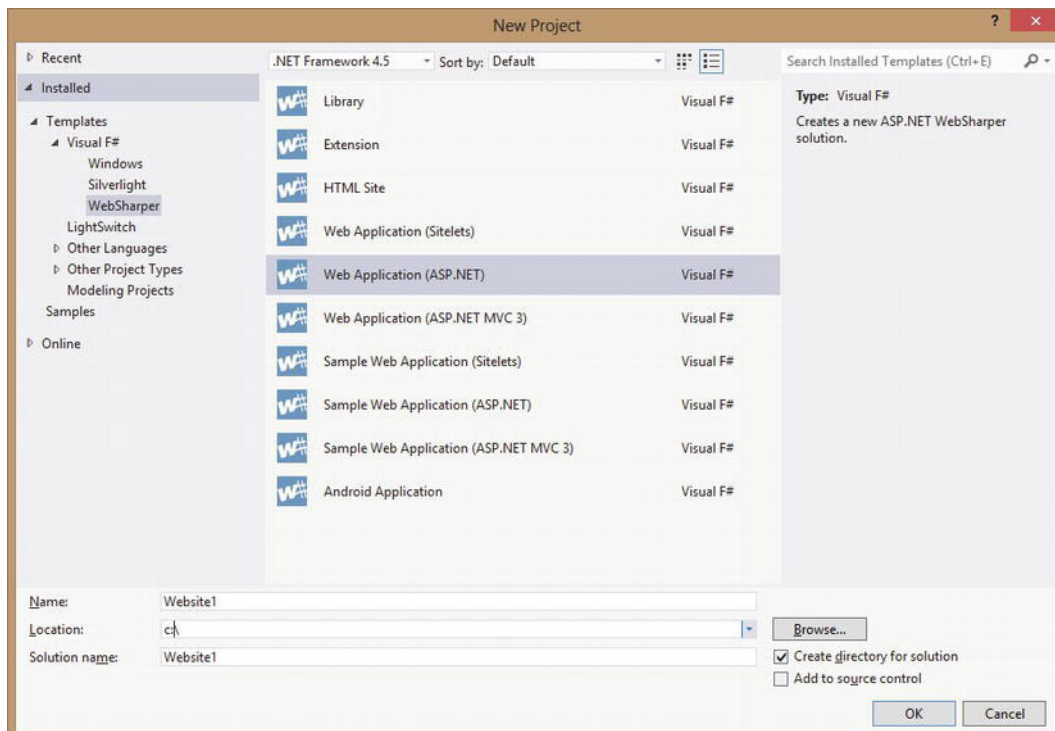 New Project
?
×
Recent
.NET Framework 4.5
Sort by: Default
Search Installed Templates (Ctrl+E)
Installed
Templates
Visual F#
Windows
Silverlight
WebSharper
LightSwitch
Other Languages
Other Project Types
Modeling Projects
Samples
Online
Library Visual F#
Extension Visual F#
HTML Site Visual F#
Web Application (Sitelets) Visual F#
Web Application (ASP.NET) Visual F#
Web Application (ASP.NET MVC 3) Visual F#
Sample Web Application (Sitelets) Visual F#
Sample Web Application (ASP.NET) Visual F#
Sample Web Application (ASP.NET MVC 3) Visual F#
Android Application Visual F#
Type: Visual F#
Creates a new ASP.NET WebSharper
solution.
Name: Website1
Location: c:\
Browse...
Solution name: Website1
Create directory for solution
Add to source control
OK
Cancel